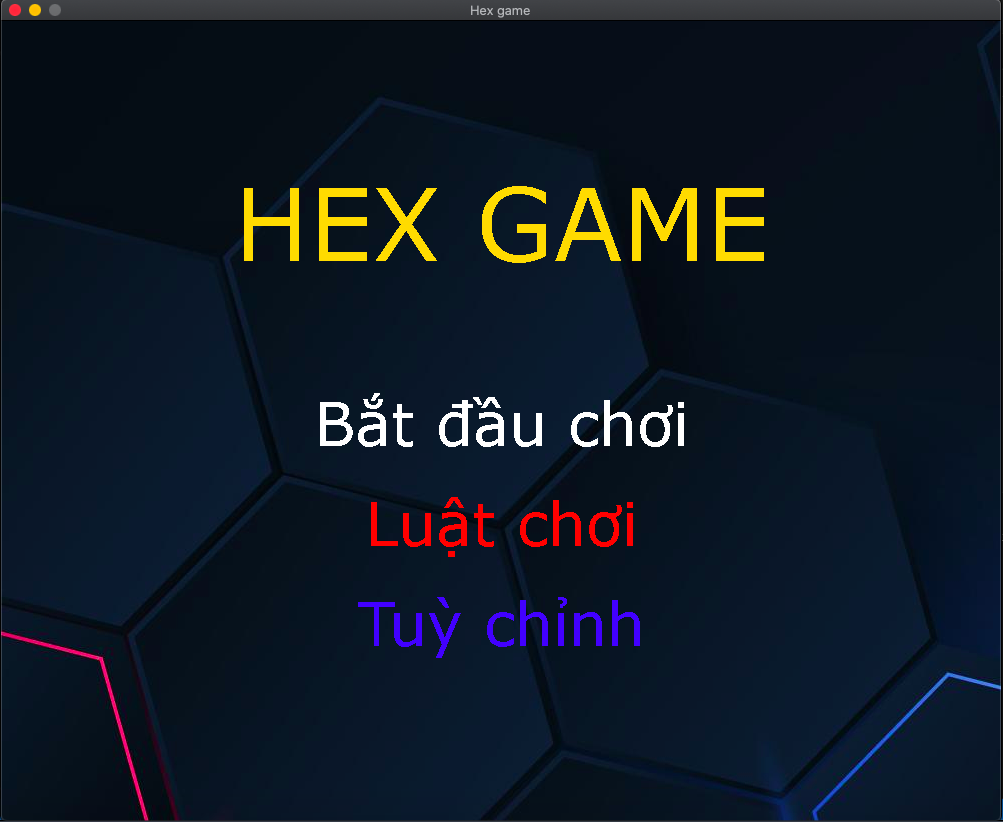 Hex game
HEX GAME
Bắt đầu chơi
Luật chơi
Tuỳ chỉnh